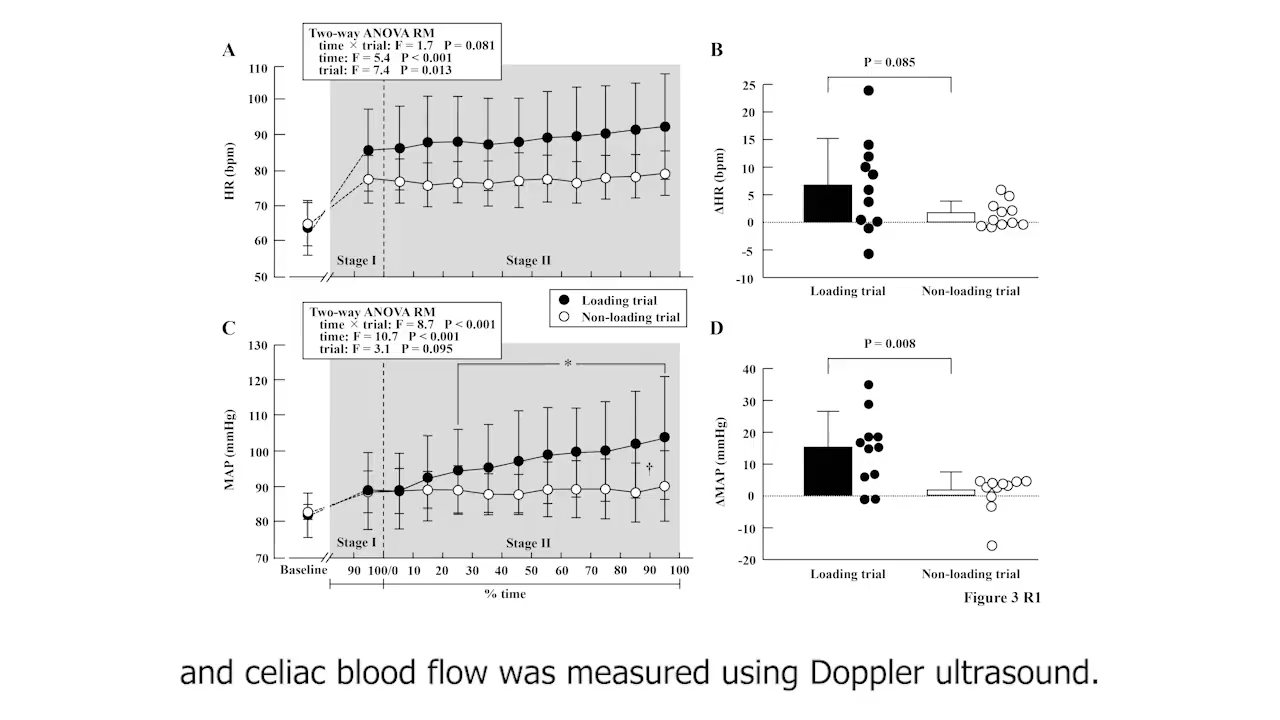 A
Two-way ANOVA RM
time × trial: F = 1.7 P = 0.081
time: F = 5.4 P < 0.001
trial: F = 7.4 P = 0.013
HR (bpm)
110
100
90
80
70
60
50
Stage I
Stage II
B
P = 0.085
ΔHR (bpm)
25
20
15
10
5
0
-5
-10
Loading trial
Non-loading trial
Loading trial
Non-loading trial
C
Two-way ANOVA RM
time × trial: F = 8.7 P < 0.001
time: F = 10.7 P < 0.001
trial: F = 3.1 P = 0.095
MAP (mmHg)
130
120
110
100
90
80
70
*
†
Stage I
Stage II
Baseline
90 100/0 10 20 30 40 50 60 70 80 90 100
% time
D
P = 0.008
ΔMAP (mmHg)
40
30
20
10
0
-10
-20
Loading trial
Non-loading trial
Figure 3 R1
and celiac blood flow was measured using Doppler ultrasound.